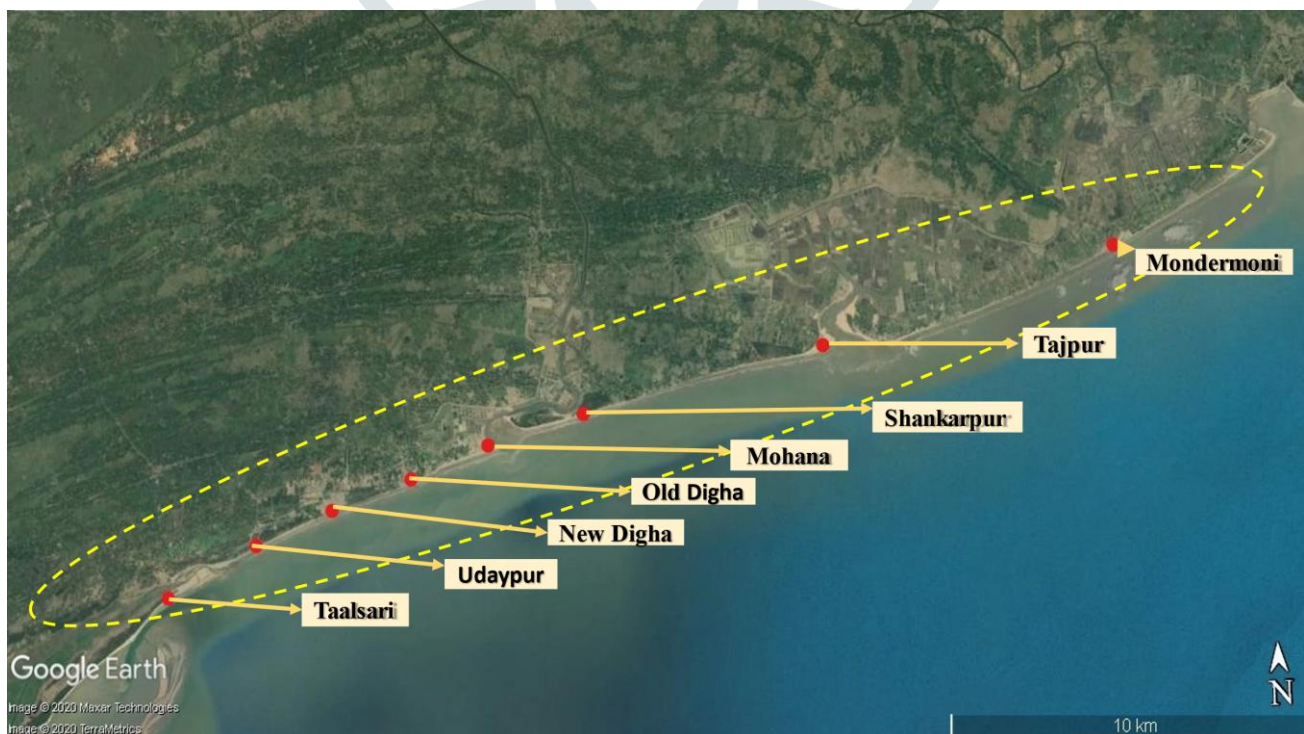 Mondermoni
Tajpur
Shankarpur
Mohana
Old Digha
New Digha
Udaypur
Taalsari
Google Earth
Image © 2020 Maxar Technologies
Image © 2020 TerraMetrics
N
10 km